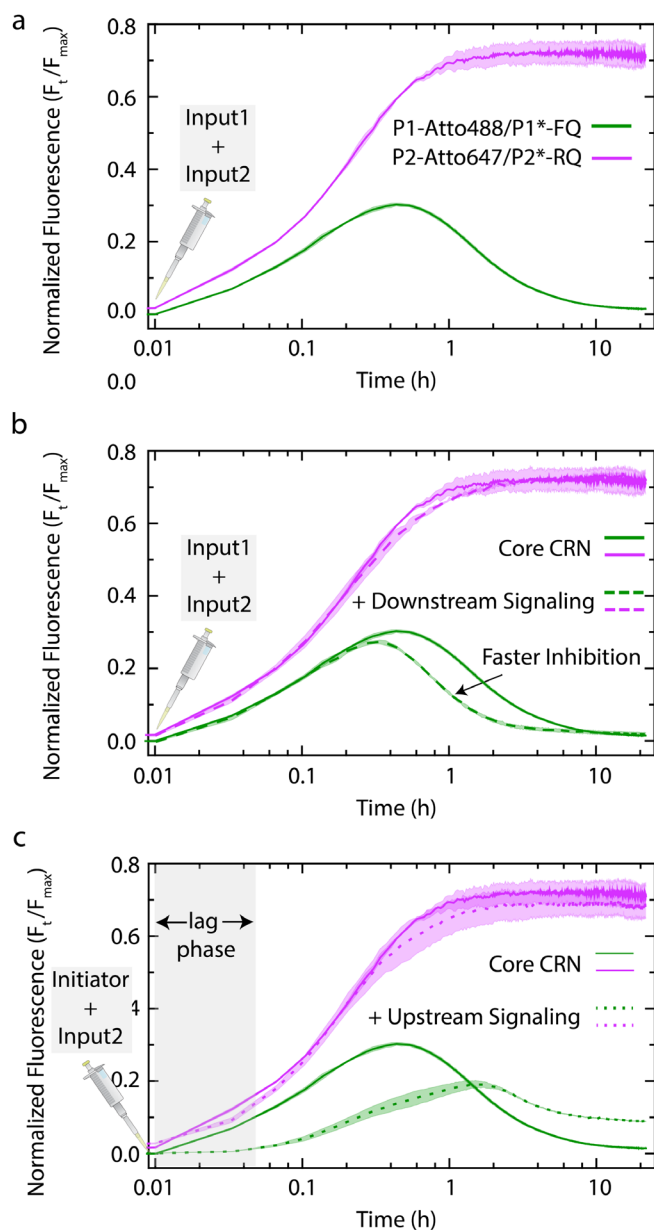 a
0.8
0.6
0.4
0.2
0.0
Normalized Fluorescence (Ft/Fmax)
Input1
+
Input2
P1-Atto488/P1*-FQ
P2-Atto647/P2*-RQ
0.01 0.1 1 10
0.0
Time (h)
b
0.8
0.6
0.4
0.2
0.0
Normalized Fluorescence (Ft/Fmax)
Input1
+
Input2
Core CRN
+ Downstream Signaling
Faster Inhibition
0.01 0.1 1 10
Time (h)
c
0.8
0.6
.4
0.2
0.0
Normalized Fluorescence (Ft/Fmax)
lag
phase
Initiator
+
Input2
Core CRN
+ Upstream Signaling
0.01 0.1 1 10
Time (h)